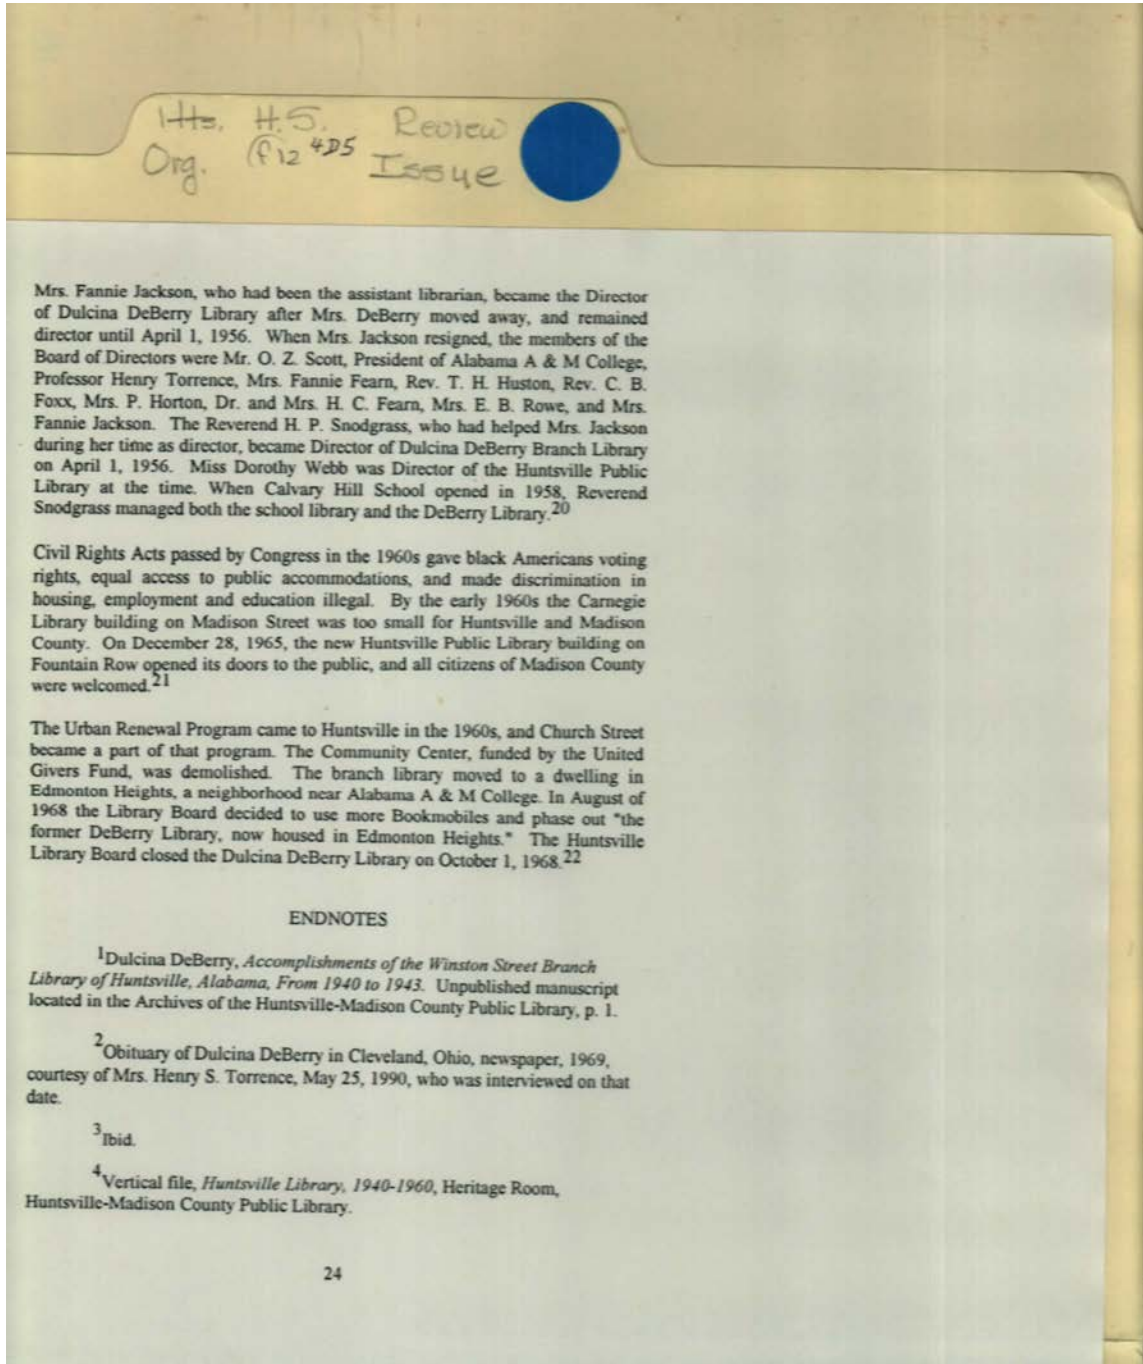 H.S. Review
Org. 4D5 Issue
Mrs. Fannie Jackson, who had been the assistant librarian, became the Director
of Dulcina DeBerry Library after Mrs. DeBerry moved away, and remained
director until April 1, 1956. When Mrs. Jackson resigned, the members of the
Board of Directors were Mr. O. Z. Scott, President of Alabama A & M College,
Professor Henry Torrence, Mrs. Fannie Fearn, Rev. T. H. Huston, Rev. C. B.
Foxx, Mrs. P. Horton, Dr. and Mrs. H. C. Fearn, Mrs. E. B. Rowe, and Mrs.
Fannie Jackson. The Reverend H. P. Snodgrass, who had helped Mrs. Jackson
during her time as director, became Director of Dulcina DeBerry Branch Library
on April 1, 1956. Miss Dorothy Webb was Director of the Huntsville Public
Library at the time. When Calvary Hill School opened in 1958, Reverend
Snodgrass managed both the school library and the DeBerry Library.20
Civil Rights Acts passed by Congress in the 1960s gave black Americans voting
rights, equal access to public accommodations, and made discrimination in
housing, employment and education illegal. By the early 1960s the Carnegie
Library building on Madison Street was too small for Huntsville and Madison
County. On December 28, 1965, the new Huntsville Public Library building on
Fountain Row opened its doors to the public, and all citizens of Madison County
were welcomed.21
The Urban Renewal Program came to Huntsville in the 1960s, and Church Street
became a part of that program. The Community Center, funded by the United
Givers Fund, was demolished. The branch library moved to a dwelling in
Edmonton Heights, a neighborhood near Alabama A & M College. In August of
1968 the Library Board decided to use more Bookmobiles and phase out "the
former DeBerry Library, now housed in Edmonton Heights." The Huntsville
Library Board closed the Dulcina DeBerry Library on October 1, 1968.22
ENDNOTES
1Dulcina DeBerry, Accomplishments of the Winston Street Branch
Library of Huntsville, Alabama, From 1940 to 1943. Unpublished manuscript
located in the Archives of the Huntsville-Madison County Public Library, p. 1.
2Obituary of Dulcina DeBerry in Cleveland, Ohio, newspaper, 1969,
courtesy of Mrs. Henry S. Torrence, May 25, 1990, who was interviewed on that
date.
3Ibid.
4Vertical file, Huntsville Library, 1940-1960, Heritage Room,
Huntsville-Madison County Public Library.
24